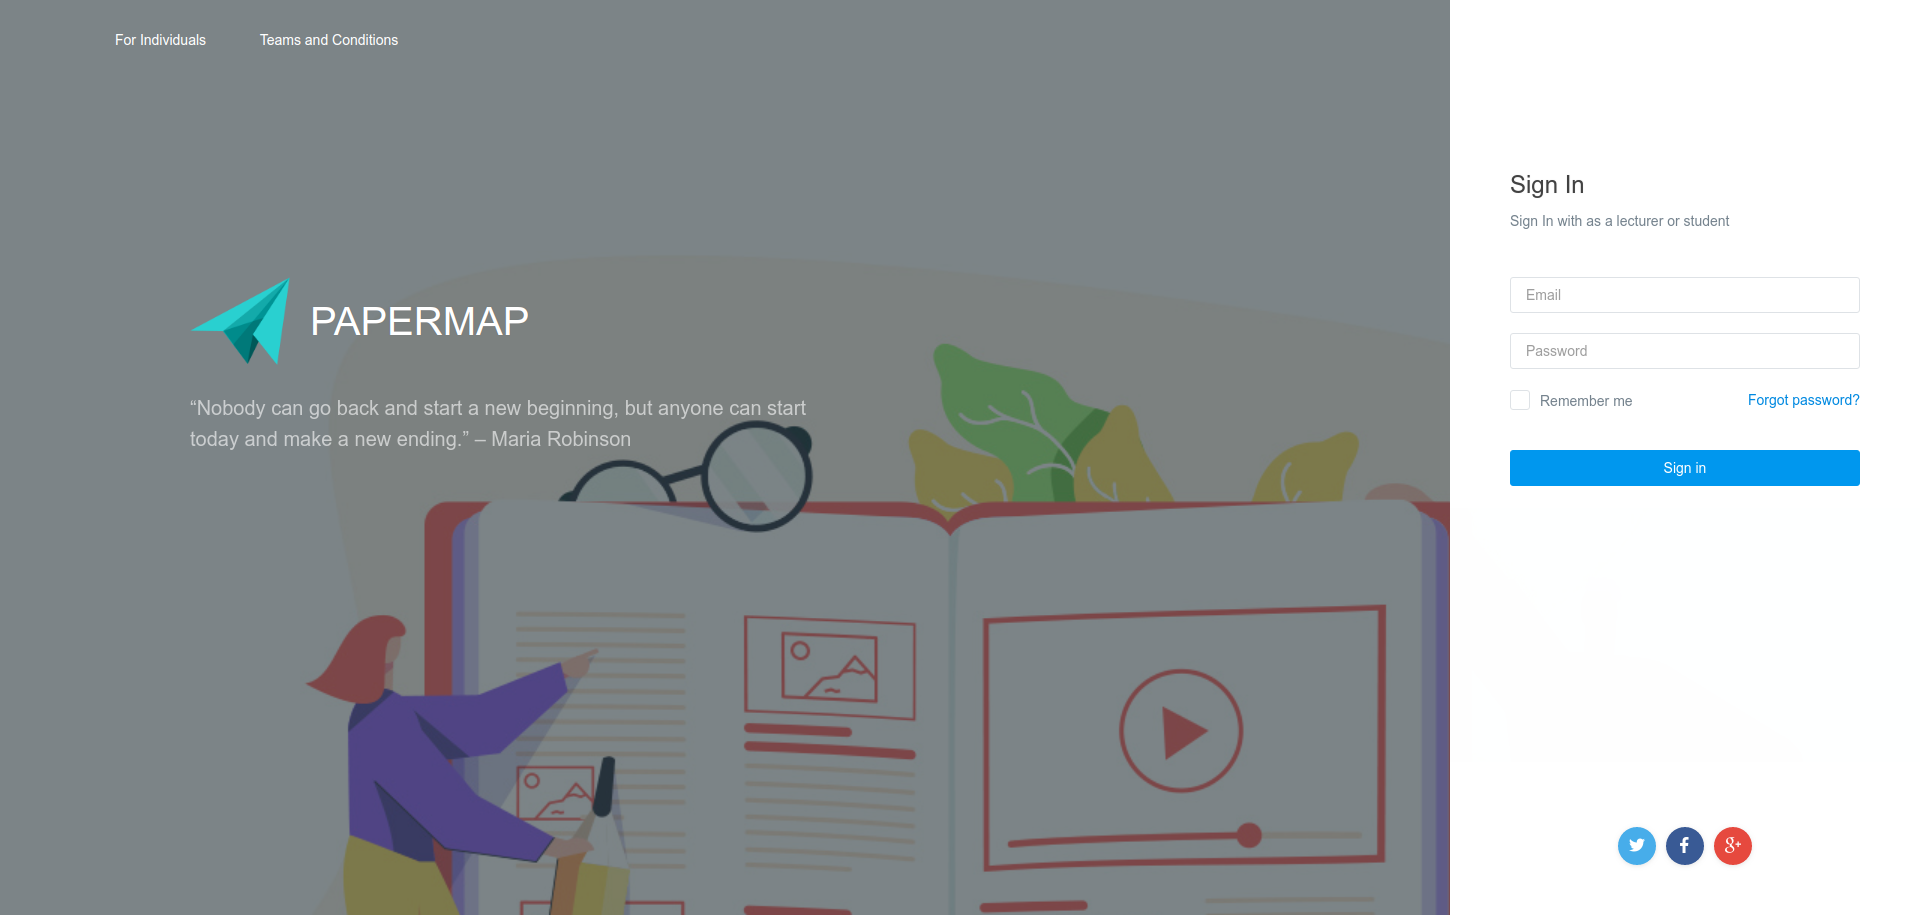 For Individuals
Teams and Conditions
PAPERMAP
“Nobody can go back and start a new beginning, but anyone can start
today and make a new ending.” – Maria Robinson
Sign In
Sign In with as a lecturer or student
Email
Password
Remember me
Forgot password?
Sign in